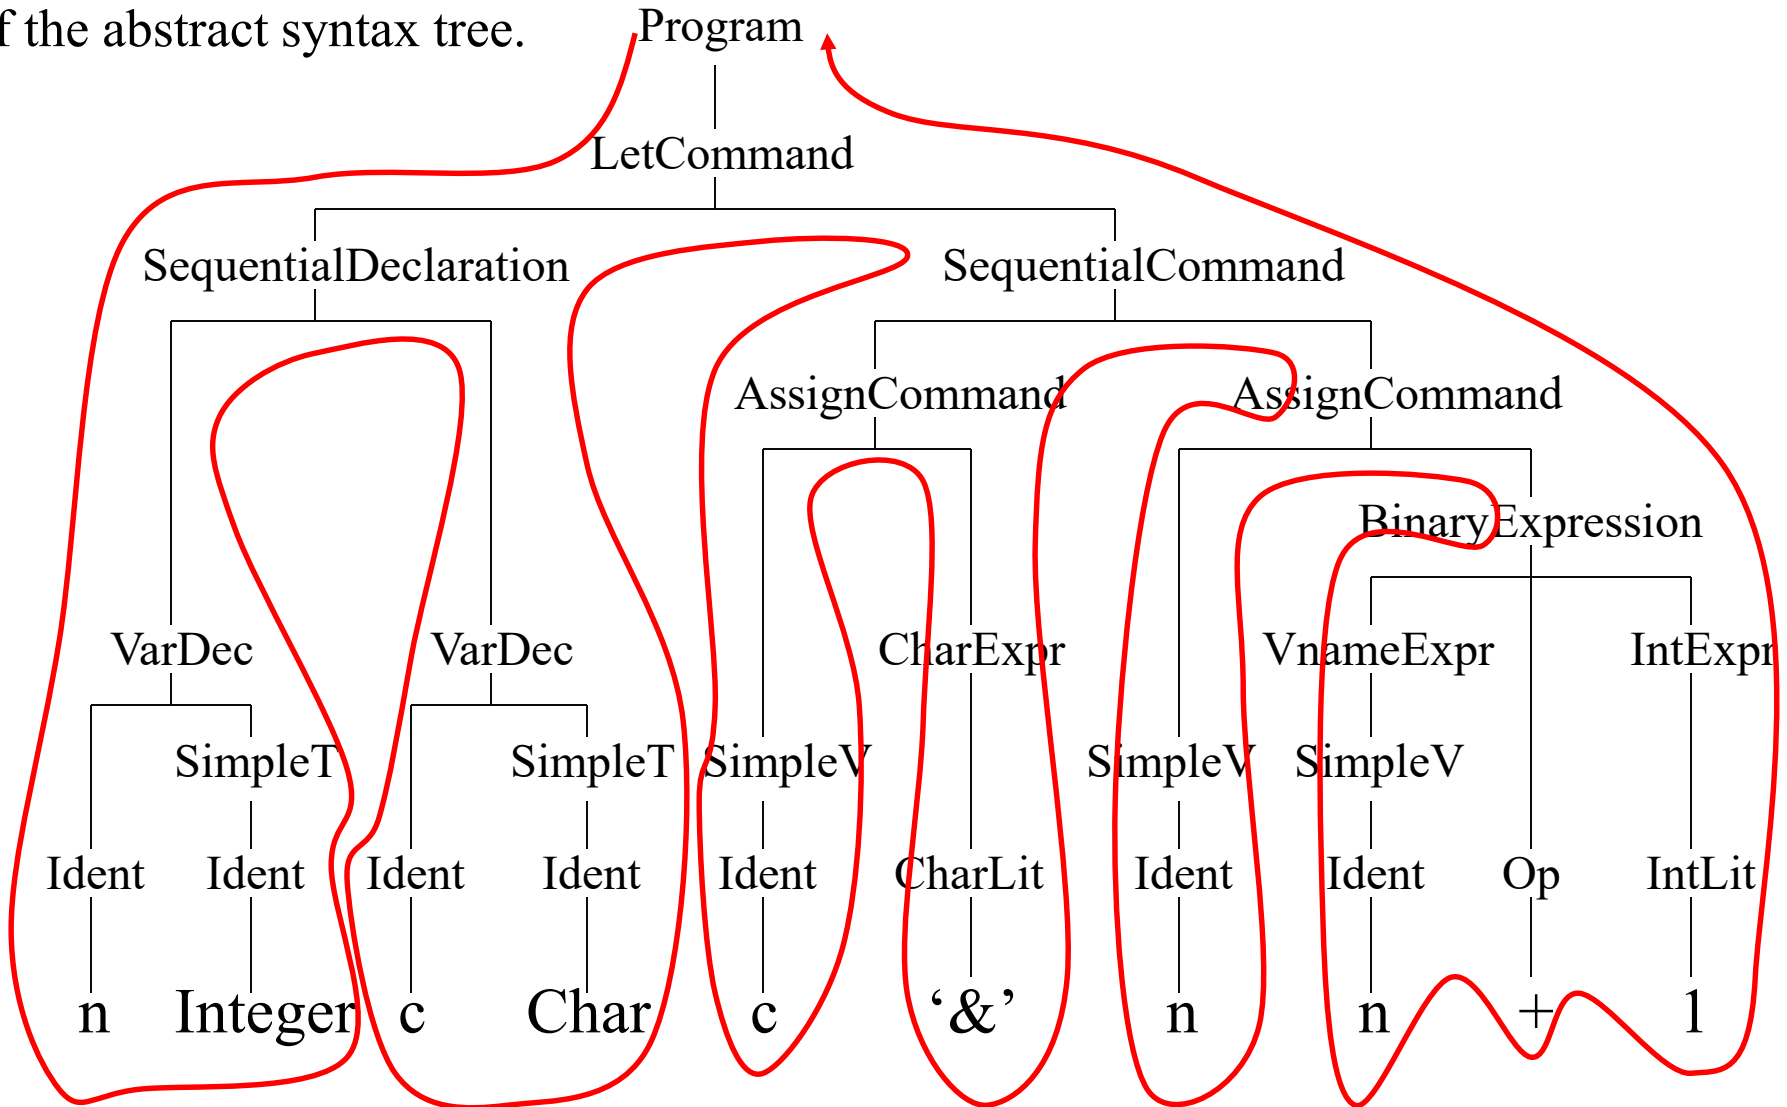 f the abstract syntax tree.
Program
LetCommand
SequentialDeclaration SequentialCommand
AssignCommand AssignCommand
BinaryExpression
VarDec VarDec CharExpr VnameExpr IntExpr
SimpleT SimpleT SimpleV SimpleV SimpleV
Ident Ident Ident Ident Ident CharLit Ident Ident Op IntLit
n Integer c Char c ‘&’ n n + 1